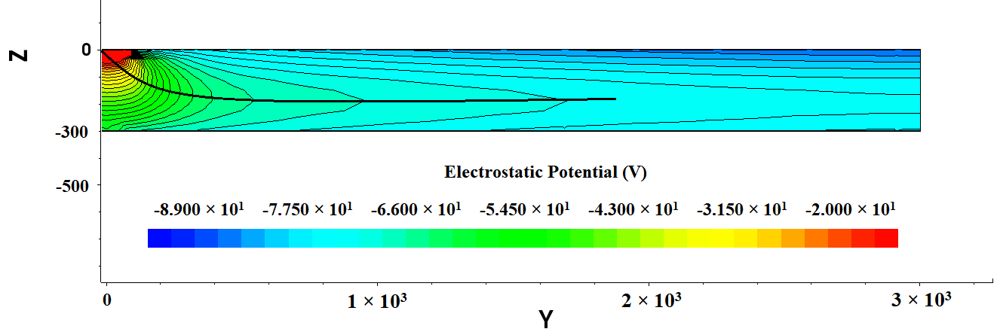 Z
0
-300
-500
Electrostatic Potential (V)
-8.900 × 10¹ -7.750 × 10¹ -6.600 × 10¹ -5.450 × 10¹ -4.300 × 10¹ -3.150 × 10¹ -2.000 × 10¹
0 1 × 10³ 2 × 10³ 3 × 10³
Y